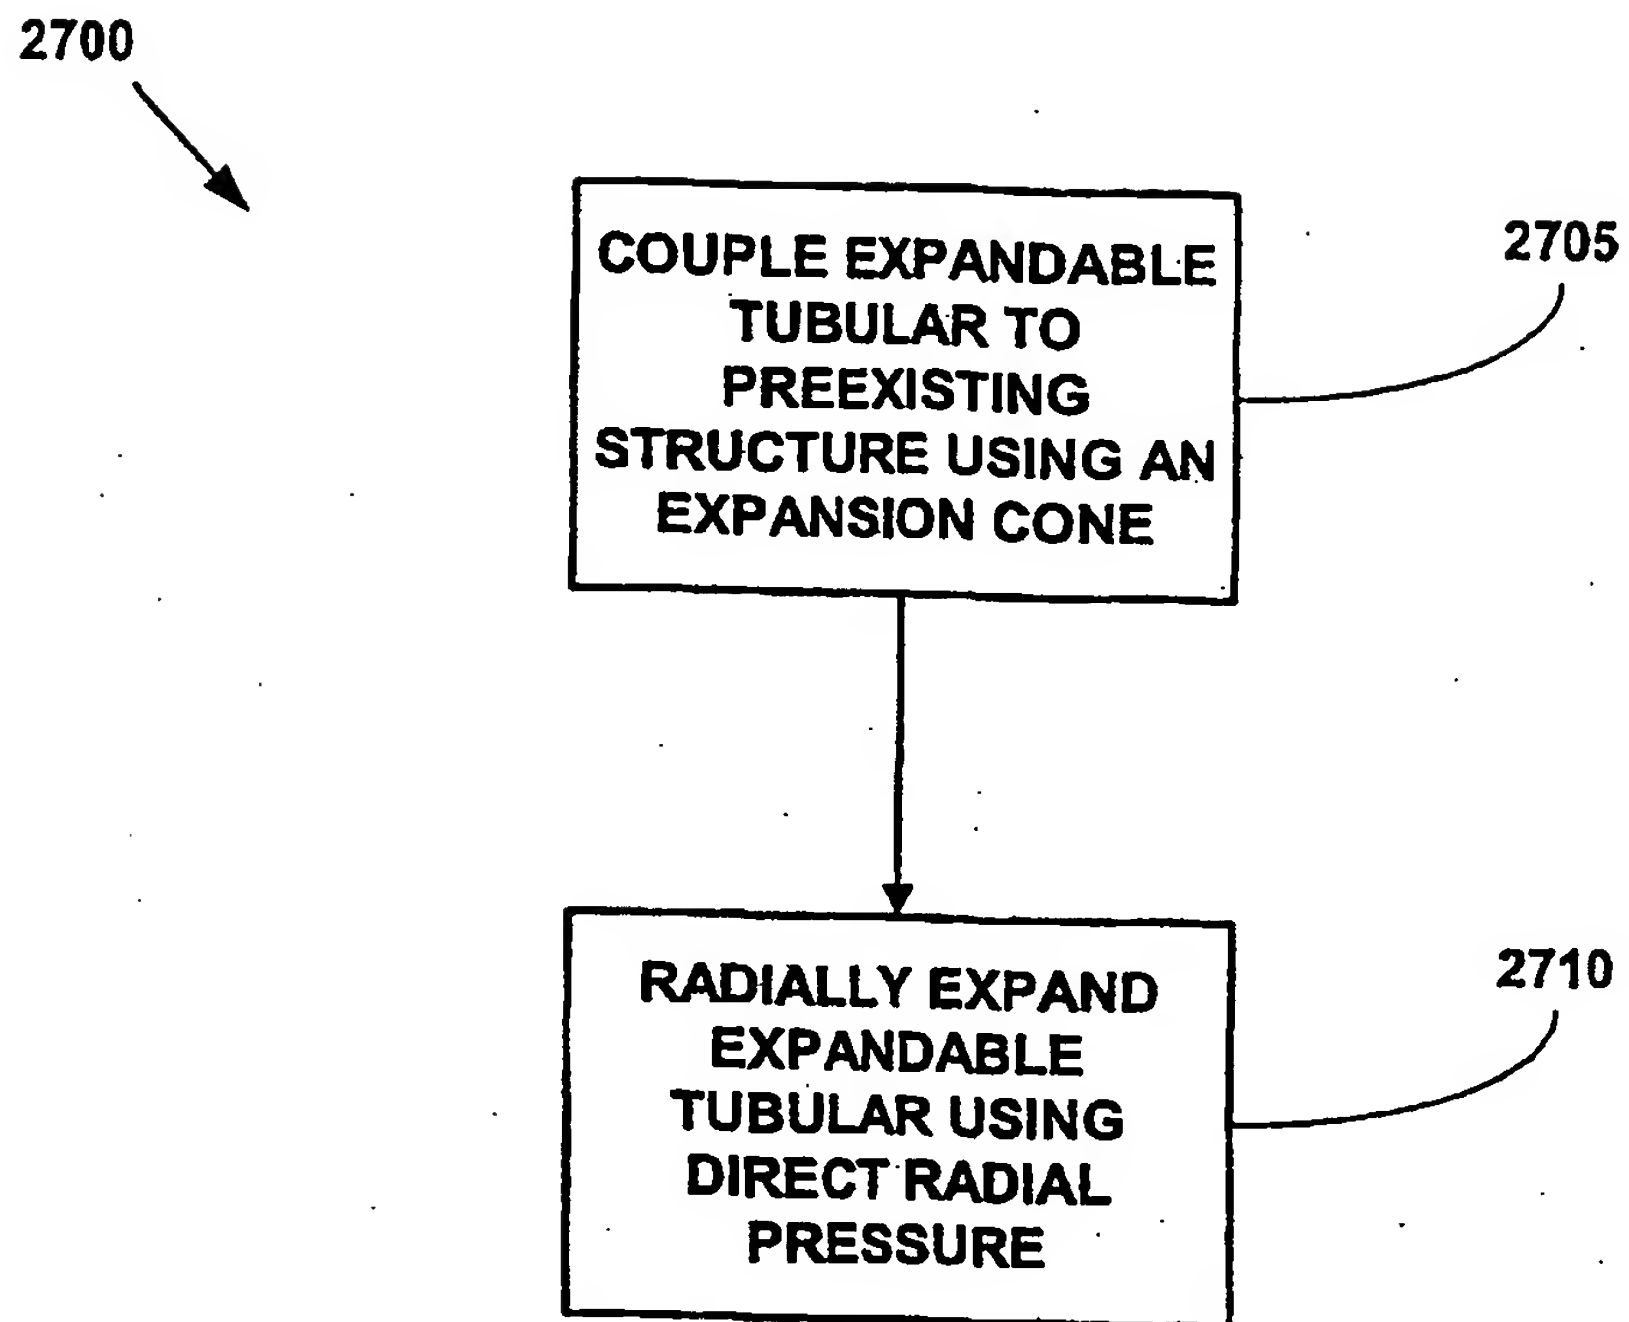 2700
COUPLE EXPANDABLE
TUBULAR TO
PREEXISTING
STRUCTURE USING AN
EXPANSION CONE
2705
RADIALLY EXPAND
EXPANDABLE
TUBULAR USING
DIRECT RADIAL
PRESSURE
2710